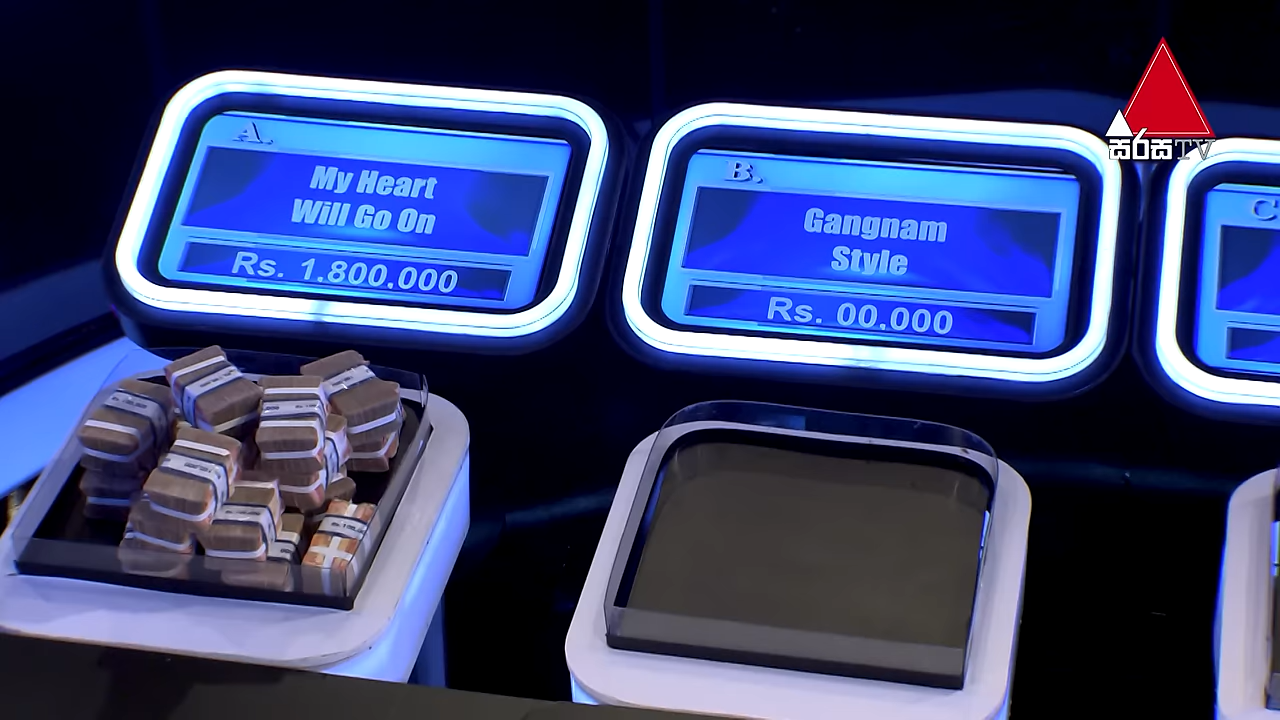 සිරස TV
A.
My Heart
Will Go On
Rs. 1.800.000
B.
Gangnam
Style
Rs. 00.000
C